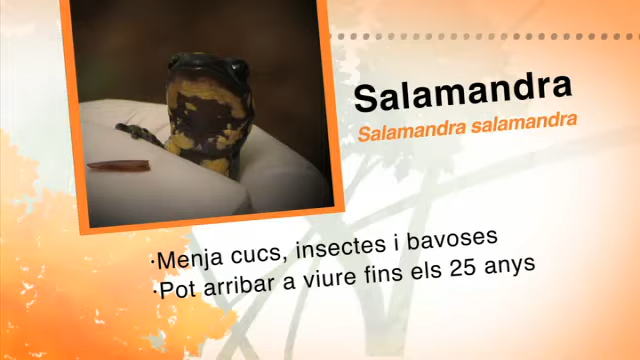 Salamandra
Salamandra salamandra
·Menja cucs, insectes i bavoses
·Pot arribar a viure fins els 25 anys